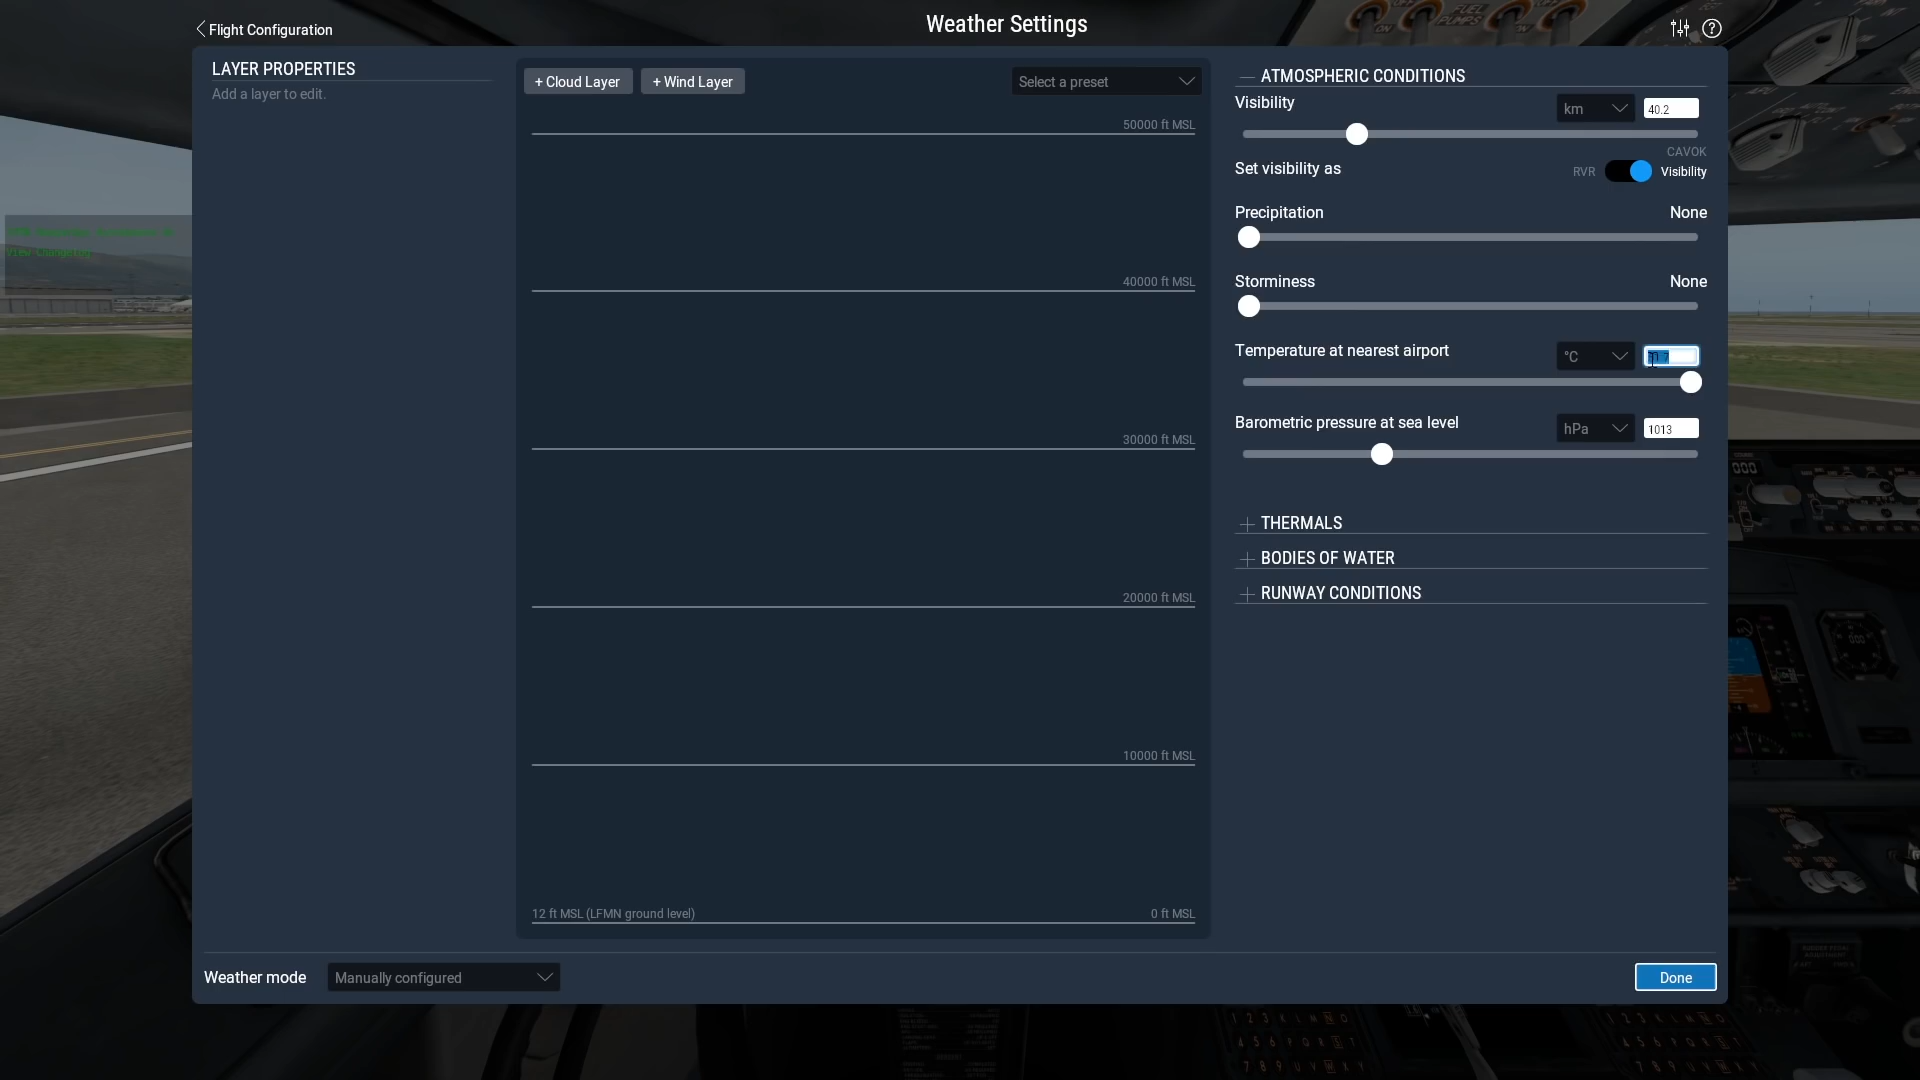 Flight Configuration
Weather Settings
LAYER PROPERTIES
Add a layer to edit.
+ Cloud Layer
+ Wind Layer
Select a preset
50000 ft MSL
40000 ft MSL
30000 ft MSL
20000 ft MSL
10000 ft MSL
12 ft MSL (LFMN ground level)
0 ft MSL
ATMOSPHERIC CONDITIONS
Visibility
km
40.2
CAVOK
Set visibility as
RVR
Visibility
Precipitation
None
Storminess
None
Temperature at nearest airport
°C
Barometric pressure at sea level
hPa
1013
THERMALS
BODIES OF WATER
RUNWAY CONDITIONS
Weather mode
Manually configured
Done
View Changelog
FUEL
PUMPS